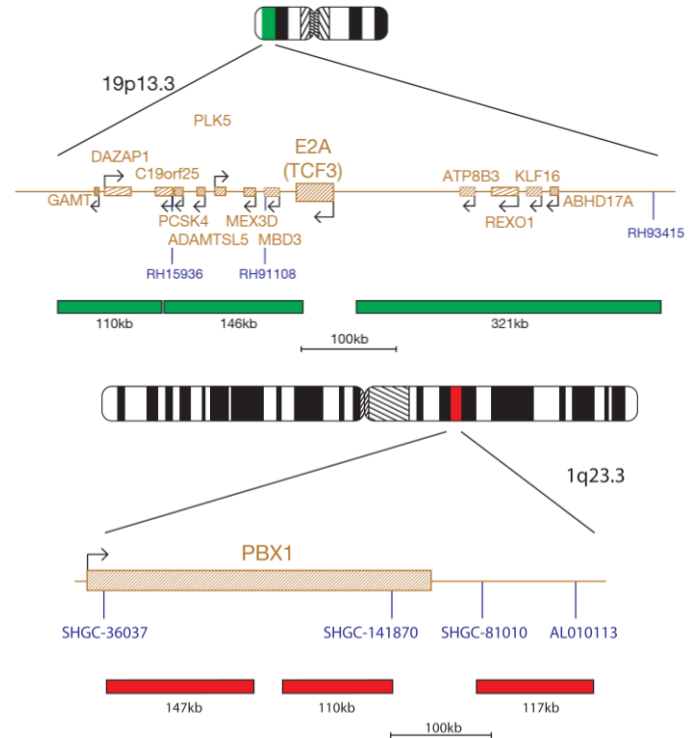 19p13.3
PLK5
DAZAP1
E2A
(TCF3)
C19orf25
ATP8B3
KLF16
GAMT
PCSK4
MEX3D
REXO1
ABHD17A
ADAMTSL5
MBD3
RH93415
RH15936
RH91108
110kb
146kb
321kb
100kb
1q23.3
PBX1
SHGC-36037
SHGC-141870
SHGC-81010
AL010113
147kb
110kb
117kb
100kb